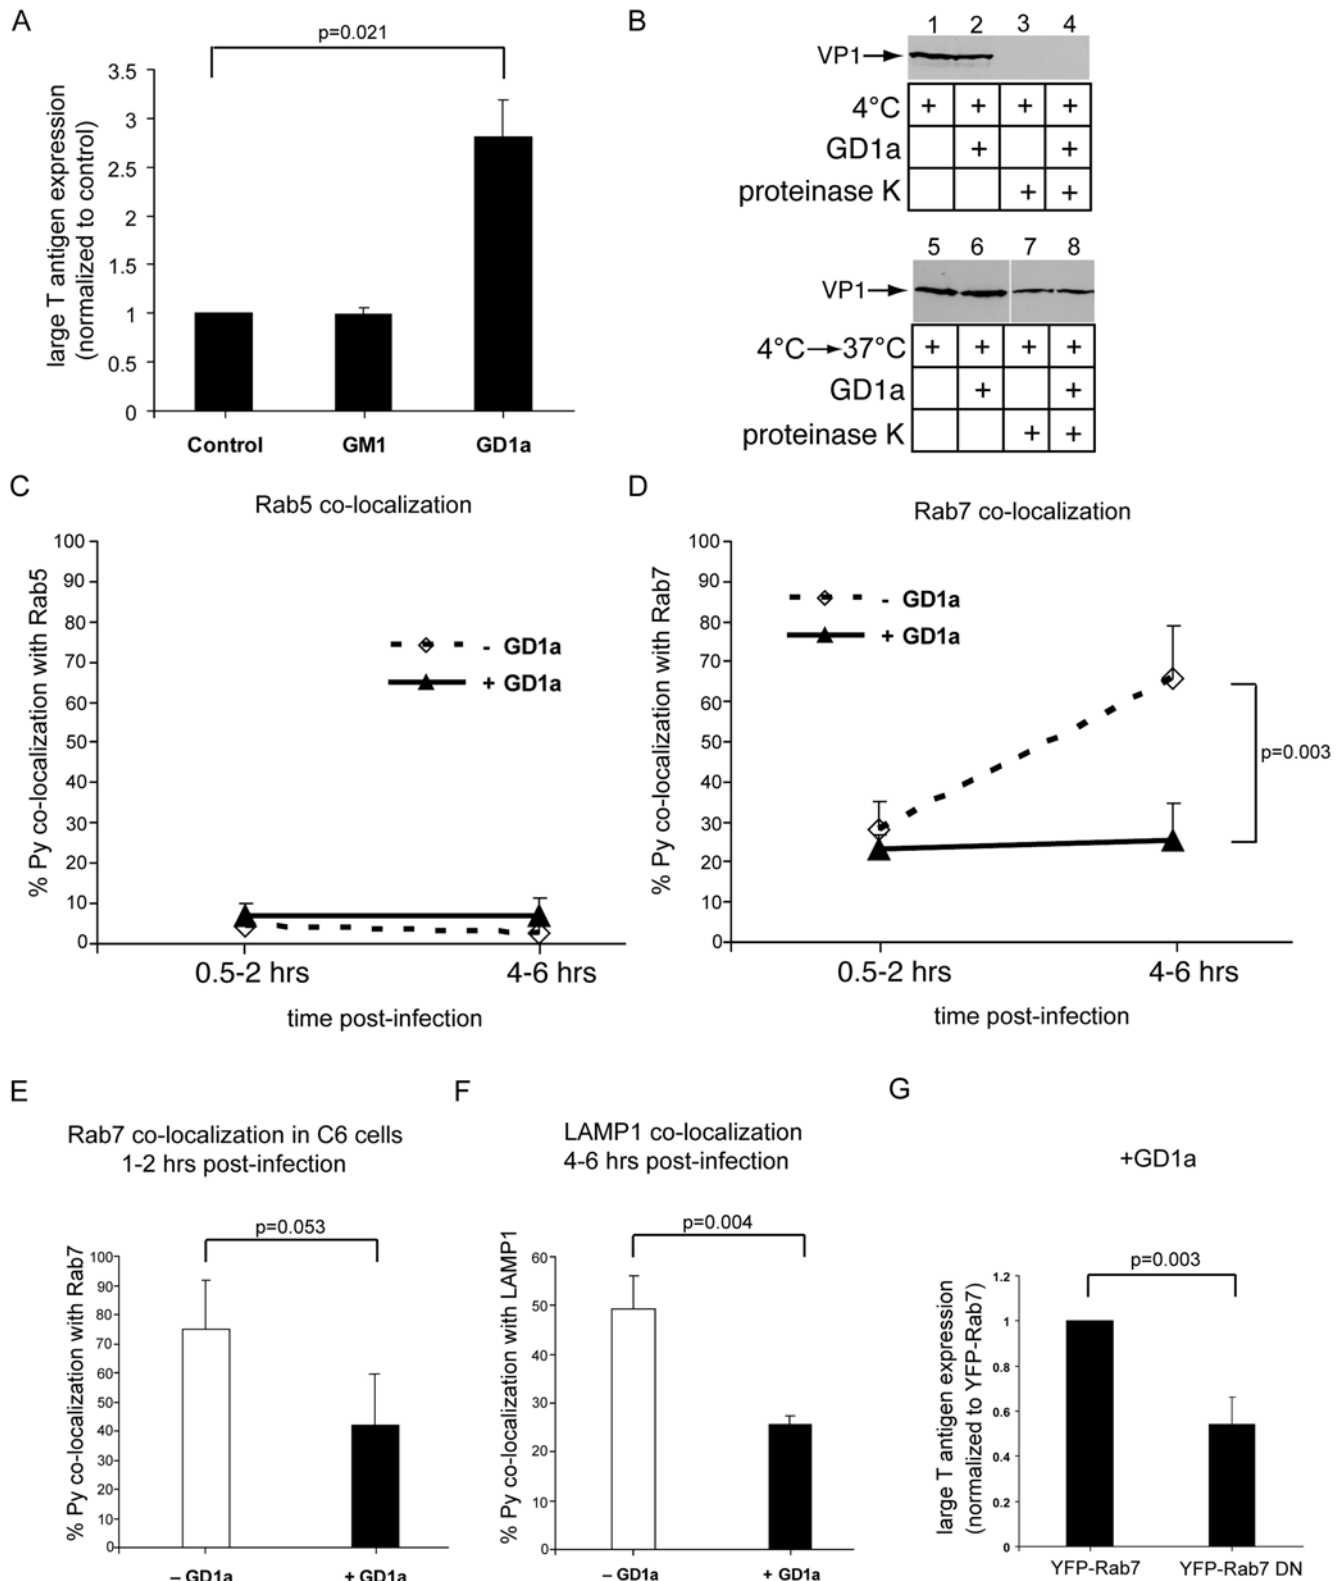 A
p=0.021
large T antigen expression
(normalized to control)
3.5
3
2.5
2
1.5
1
0.5
0
Control GM1 GD1a
B
1 2 3 4
VP1
4°C + + + +
GD1a + +
proteinase K + +
5 6 7 8
VP1
4°C 37°C + + + +
GD1a + +
proteinase K + +
C
Rab5 co-localization
% Py co-localization with Rab5
100
90
80
70
60
50
40
30
20
10
0
- GD1a
+ GD1a
0.5-2 hrs 4-6 hrs
time post-infection
D
Rab7 co-localization
% Py co-localization with Rab7
100
90
80
70
60
50
40
30
20
10
0
- GD1a
+ GD1a
p=0.003
0.5-2 hrs 4-6 hrs
time post-infection
E
Rab7 co-localization in C6 cells
1-2 hrs post-infection
p=0.053
% Py co-localization with Rab7
100
90
80
70
60
50
40
30
20
10
0
– GD1a + GD1a
F
LAMP1 co-localization
4-6 hrs post-infection
p=0.004
% Py co-localization with LAMP1
60
50
40
30
20
10
0
– GD1a + GD1a
G
+GD1a
p=0.003
large T antigen expression
(normalized to YFP-Rab7)
1.2
1
0.8
0.6
0.4
0.2
0
YFP-Rab7 YFP-Rab7 DN